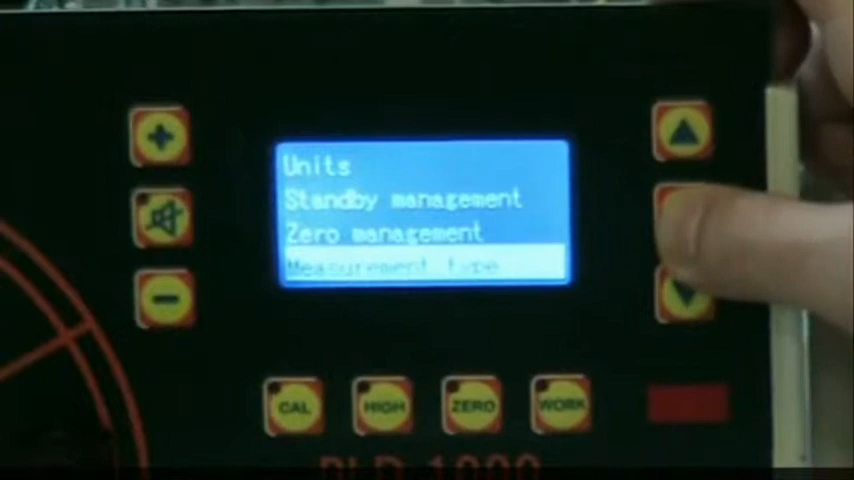 Units
Standby management
Zero management
Measurement type
CAL
HIGH
ZERO
WORK